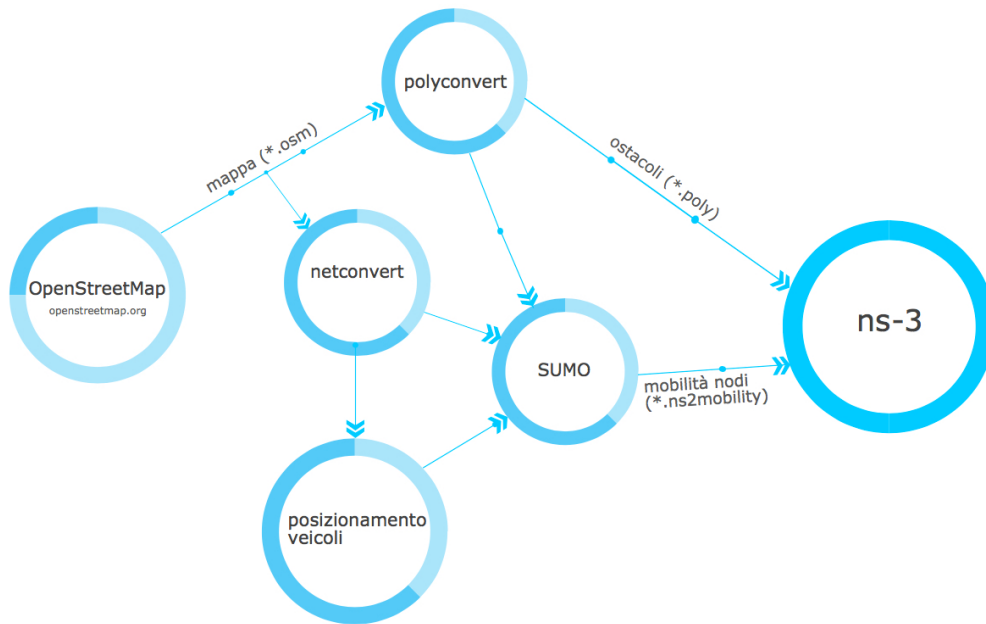 polyconvert
mappa (*.osm)
ostacoli (*.poly)
OpenStreetMap
openstreetmap.org
netconvert
ns-3
SUMO
mobilità nodi
(*.ns2mobility)
posizionamento
veicoli